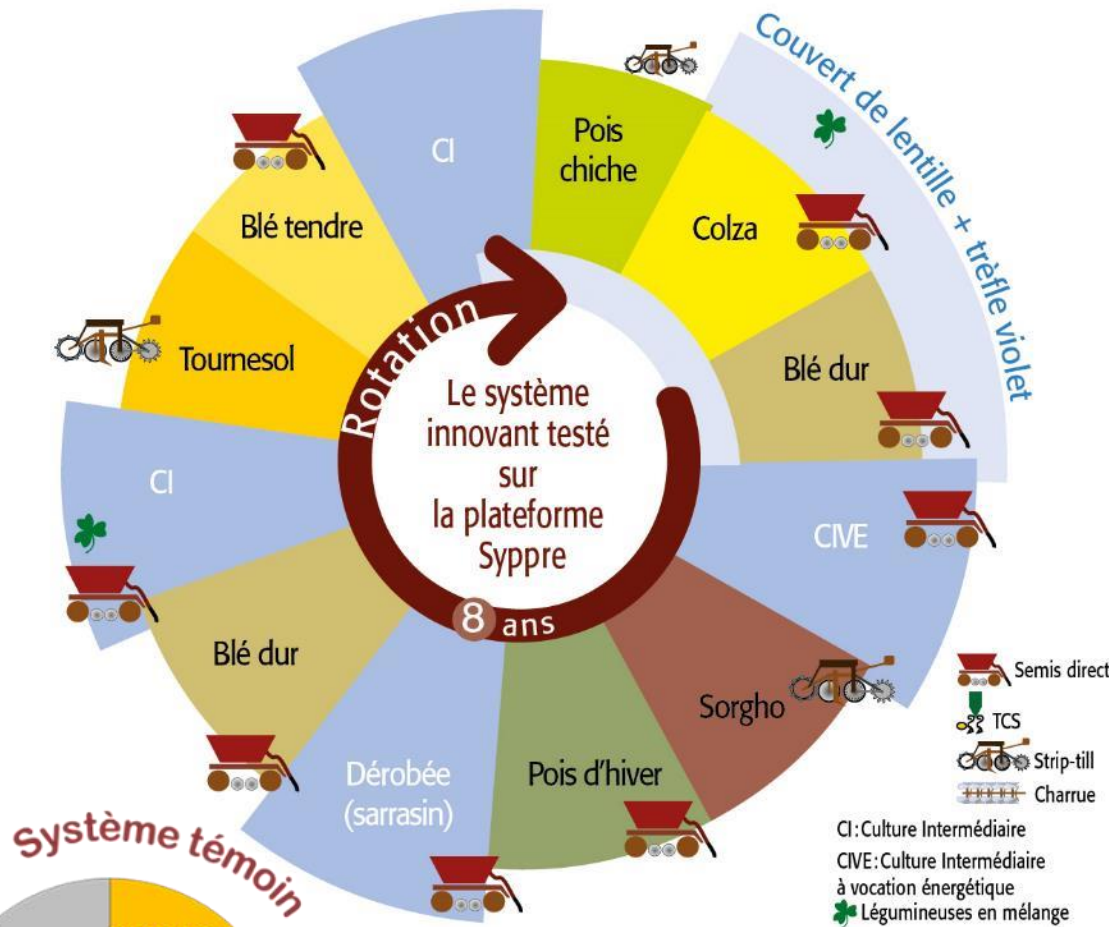 Couvert de lentille + trèfle violet
CI
Pois
chiche
Colza
Blé dur
CIVE
Sorgho
Pois d'hiver
Dérobée
(sarrasin)
Blé dur
CI
Tournesol
Blé tendre
Rotation
8 ans
Le système
innovant testé
sur
la plateforme
Syppre
Semis direct
TCS
Strip-till
Charrue
CI : Culture Intermédiaire
CIVE : Culture Intermédiaire
à vocation énergétique
Légumineuses en mélange
Système témoin